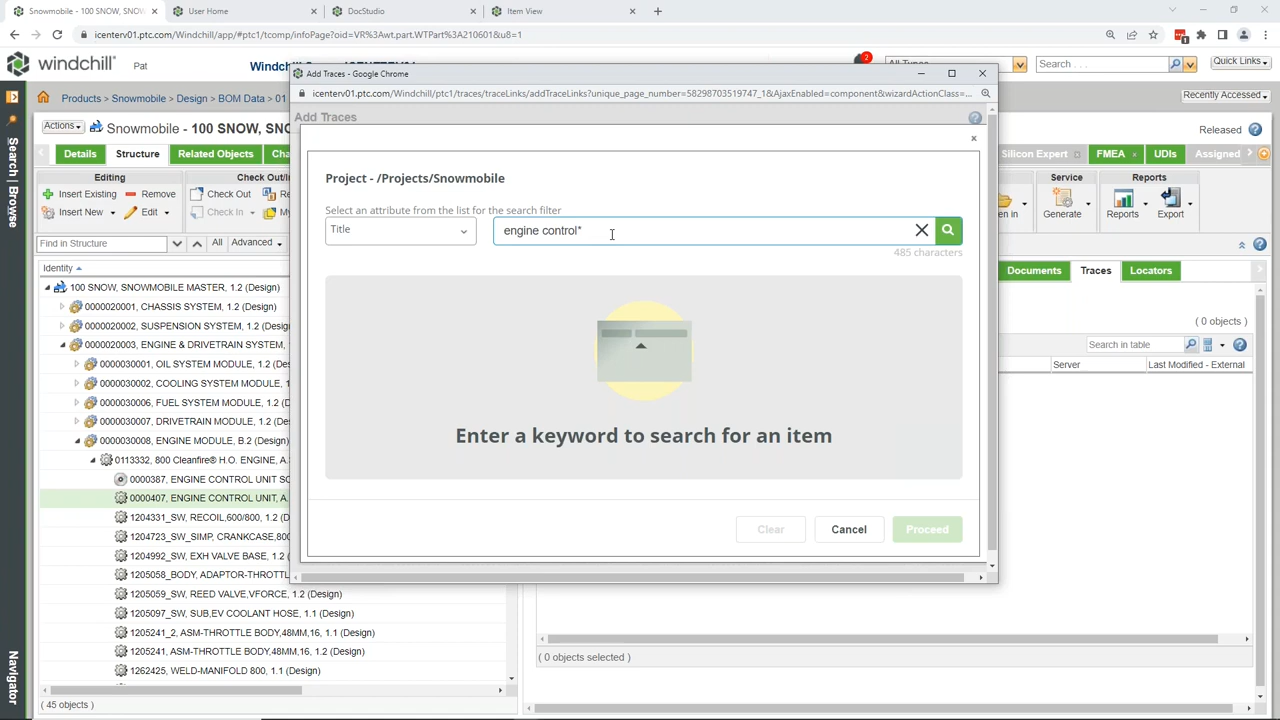 Snowmobile - 100 SNOW, SNOW
User Home
DocStudio
Item View
icenterv01.ptc.com/Windchill/app/#ptc1/tcomp/infoPage?oid=VR%3Awt.part.WTPart%3A210601&u8=1
windchill
Pat
Windch
2
Search . . .
Quick Links
Products › Snowmobile › Design › BOM Data › 01
Recently Accessed
Actions
Snowmobile - 100 SNOW, SNO
Released
Details
Structure
Related Objects
Cha
Silicon Expert
FMEA
UDIs
Assigned
Editing
Check Out/I
Service
Reports
Insert Existing
Remove
Check Out
Insert New
Edit
Check In
My
Generate
Reports
Export
Find in Structure
All
Advanced
Identity
100 SNOW, SNOWMOBILE MASTER, 1.2 (Design)
0000020001, CHASSIS SYSTEM, 1.2 (Design)
0000020002, SUSPENSION SYSTEM, 1.2 (Desig
0000020003, ENGINE & DRIVETRAIN SYSTEM,
0000030001, OIL SYSTEM MODULE, 1.2 (Des
0000030002, COOLING SYSTEM MODULE, 1
0000030006, FUEL SYSTEM MODULE, 1.2 (D
0000030007, DRIVETRAIN MODULE, 1.2 (Des
0000030008, ENGINE MODULE, B.2 (Design)
0113332, 800 Cleanfire® H.O. ENGINE, A.
0000387, ENGINE CONTROL UNIT SO
0000407, ENGINE CONTROL UNIT, A.
1204331_SW, RECOIL,600/800, 1.2 (D
1204723_SW_SIMP, CRNKCASE,800
1204992_SW, EXH VALVE BASE, 1.2 (
1205058_BODY, ADAPTOR-THROTTL
1205059_SW, REED VALVE,VFORCE, 1.2 (Design)
1205097_SW, SUB,EV COOLANT HOSE, 1.1 (Design)
1205241_2, ASM-THROTTLE BODY,48MM,16, 1.1 (Design)
1205241, ASM-THROTTLE BODY,48MM,16, 1.2 (Design)
1262425, WELD-MANIFOLD 800, 1.1 (Design)
( 45 objects )
Search | Browse
Navigator
Add Traces - Google Chrome
icenterv01.ptc.com/Windchill/ptc1/traces/traceLinks/addTraceLinks?unique_page_number=58298703519747_1&AjaxEnabled=component&wizardActionClass=...
Add Traces
Project - /Projects/Snowmobile
Select an attribute from the list for the search filter
Title
engine control*
485 characters
Enter a keyword to search for an item
Clear
Cancel
Proceed
Documents
Traces
Locators
( 0 objects )
Search in table
Server
Last Modified - External
( 0 objects selected )